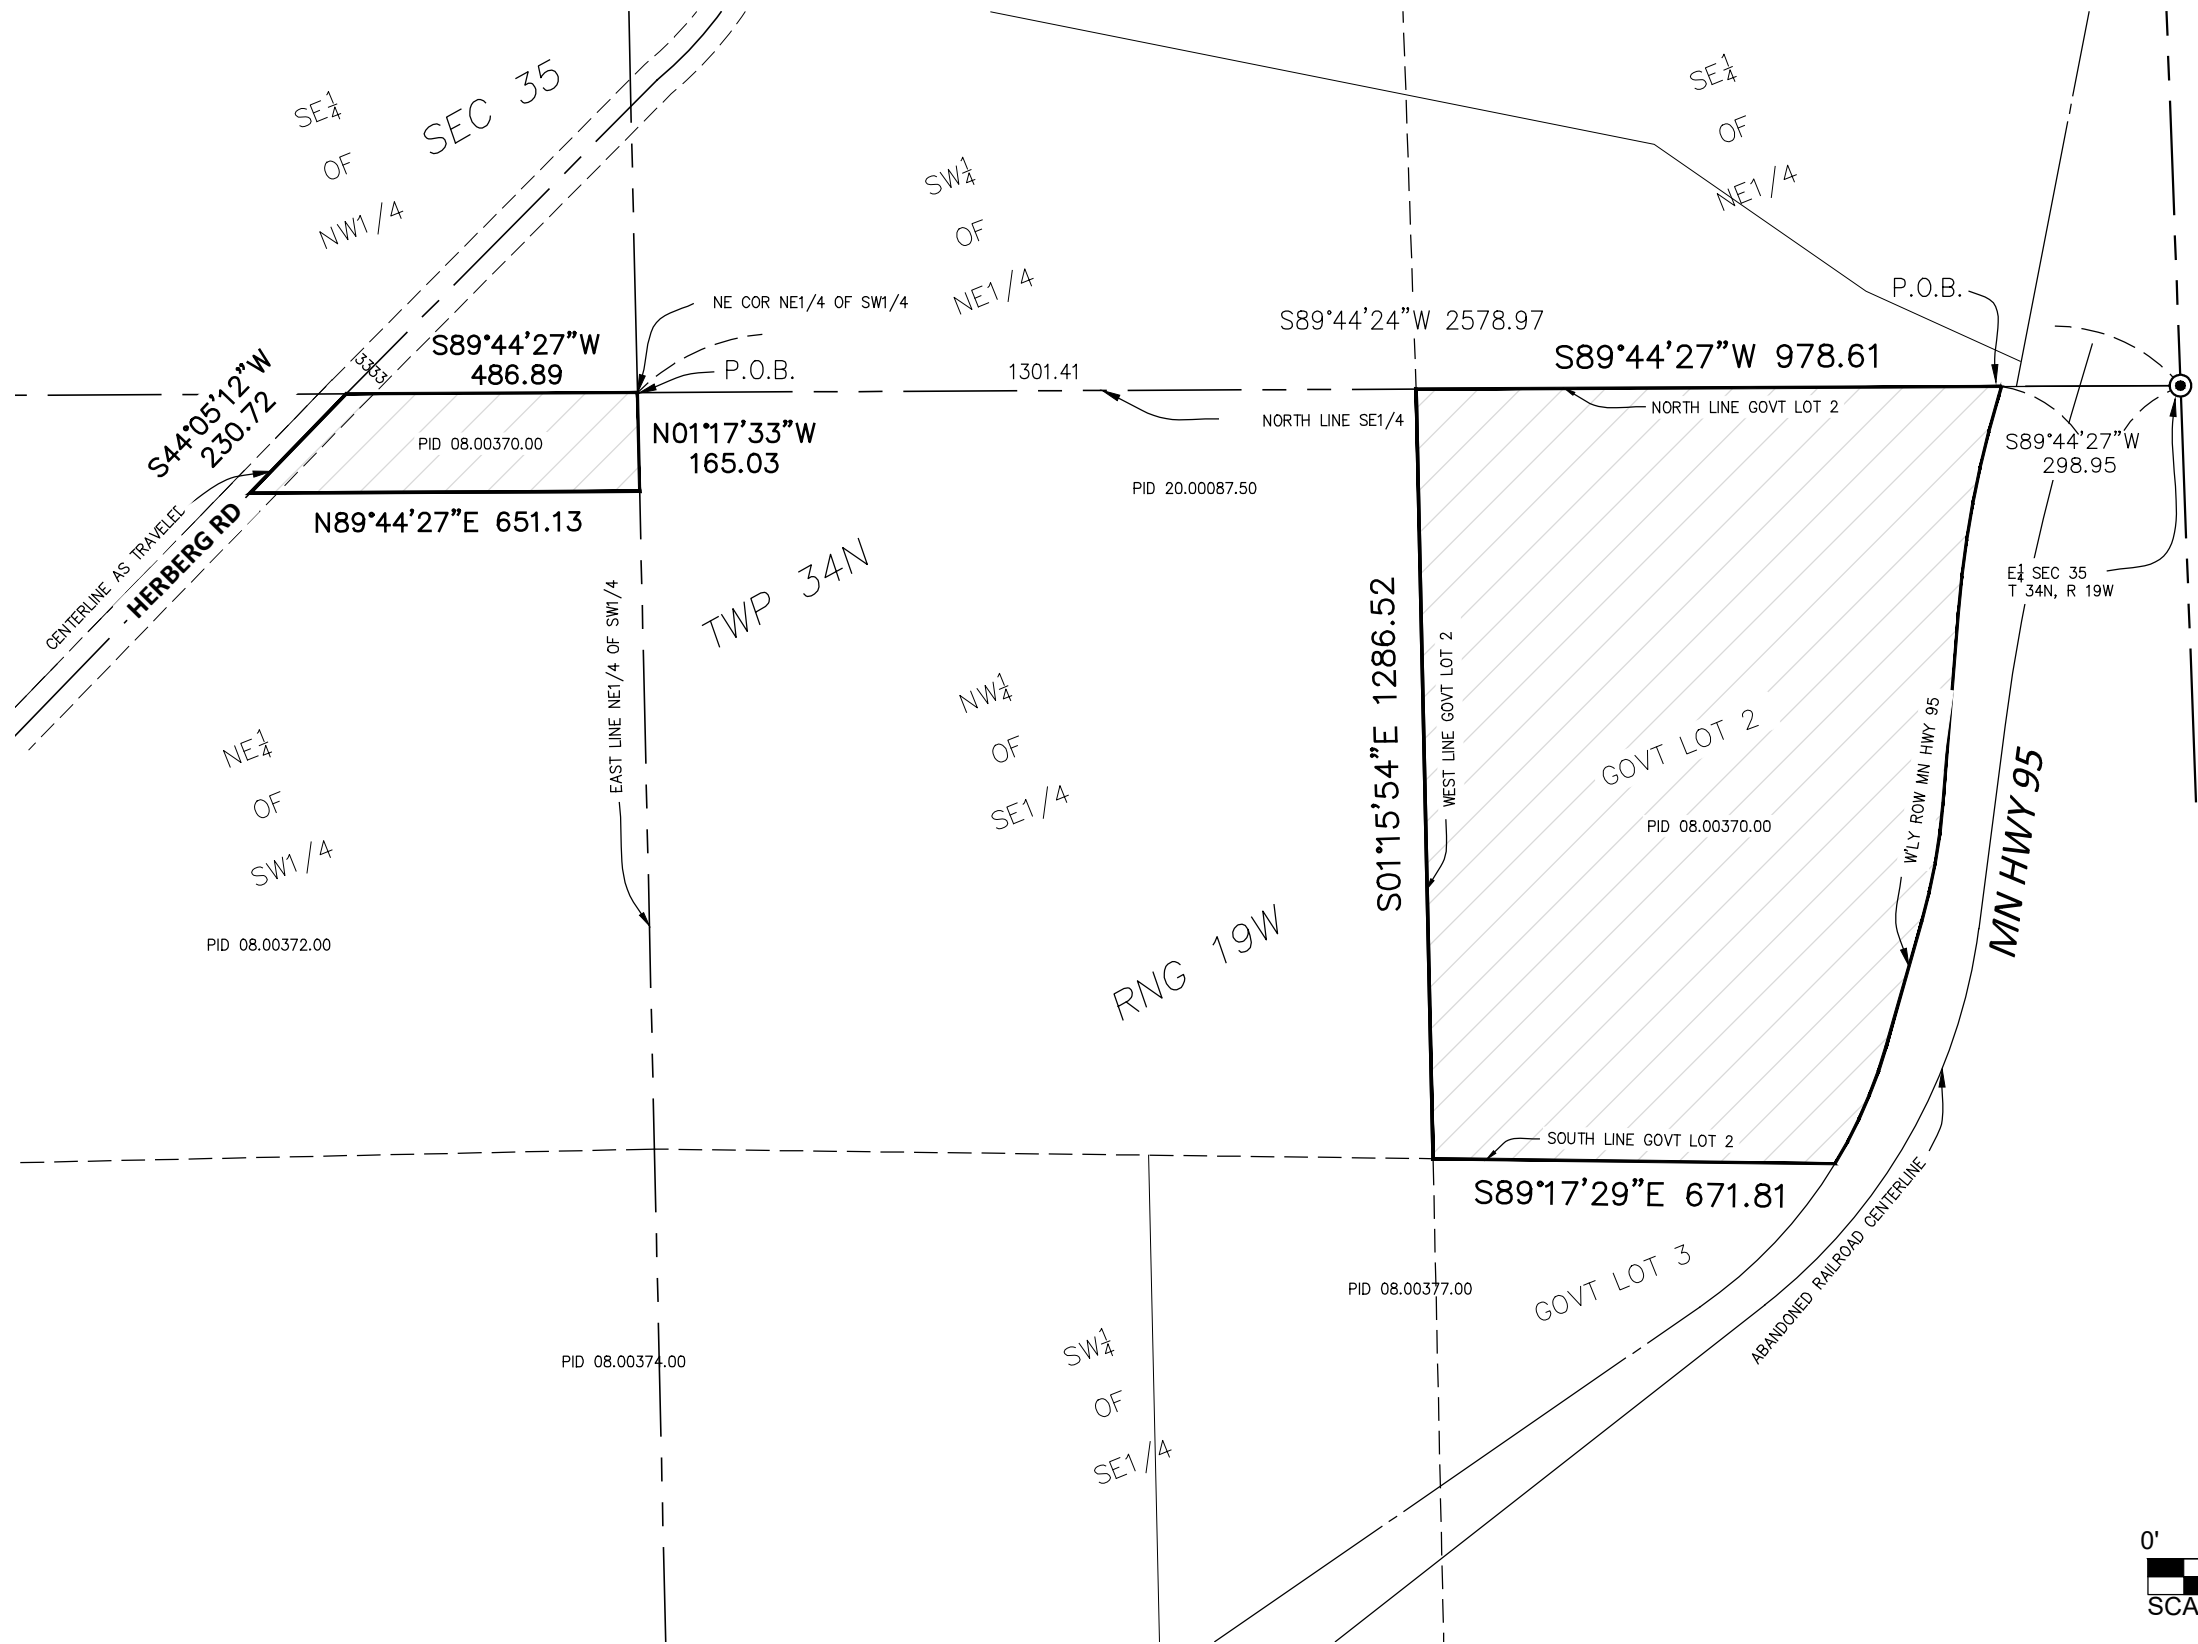 SE1/4
OF
NW1/4
SEC 35
SW1/4
OF
NE1/4
SE1/4
OF
NE1/4
P.O.B.
NE COR NE1/4 OF SW1/4
S89°44'24"W 2578.97
S89°44'27"W 978.61
S89°44'27"W
486.89
P.O.B.
1301.41
3333
S44°05'12"W
230.72
NORTH LINE SE1/4
NORTH LINE GOVT LOT 2
PID 08.00370.00
N01°17'33"W
165.03
S89°44'27"W
298.95
PID 20.00087.50
N89°44'27"E 651.13
CENTERLINE AS TRAVELED
HERBERG RD
E1/4 SEC 35
T 34N, R 19W
TWP 34N
EAST LINE NE1/4 OF SW1/4
S01°15'54"E 1286.52
WEST LINE GOVT LOT 2
NE1/4
OF
SW1/4
NW1/4
OF
SE1/4
GOVT LOT 2
PID 08.00370.00
W'LY ROW MN HWY 95
MN HWY 95
PID 08.00372.00
RNG 19W
SOUTH LINE GOVT LOT 2
S89°17'29"E 671.81
ABANDONED RAILROAD CENTERLINE
PID 08.00377.00
GOVT LOT 3
PID 08.00374.00
SW1/4
OF
SE1/4
0'
SCA